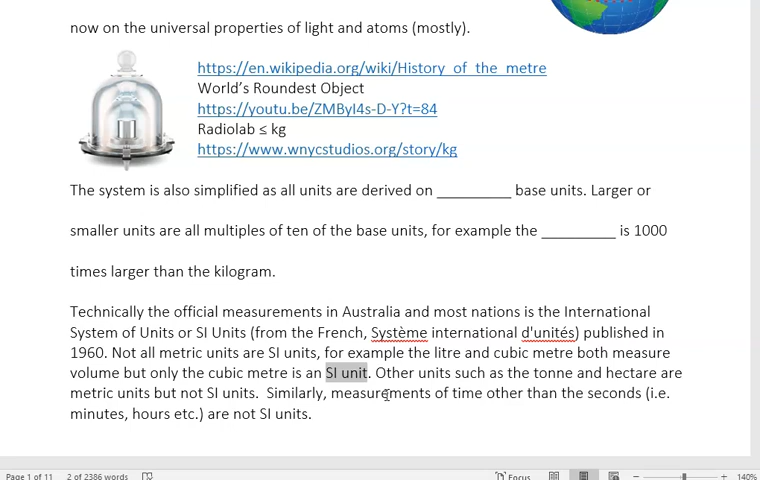 now on the universal properties of light and atoms (mostly).
https://en.wikipedia.org/wiki/History_of_the_metre
World's Roundest Object
https://youtu.be/ZMByI4s-D-Y?t=84
Radiolab ≤ kg
https://www.wnycstudios.org/story/kg
The system is also simplified as all units are derived on __________ base units. Larger or
smaller units are all multiples of ten of the base units, for example the __________ is 1000
times larger than the kilogram.
Technically the official measurements in Australia and most nations is the International
System of Units or SI Units (from the French, Système international d'unités) published in
1960. Not all metric units are SI units, for example the litre and cubic metre both measure
volume but only the cubic metre is an SI unit. Other units such as the tonne and hectare are
metric units but not SI units.  Similarly, measurements of time other than the seconds (i.e.
minutes, hours etc.) are not SI units.
Page 1 of 11 2 of 2386 words Focus 140%